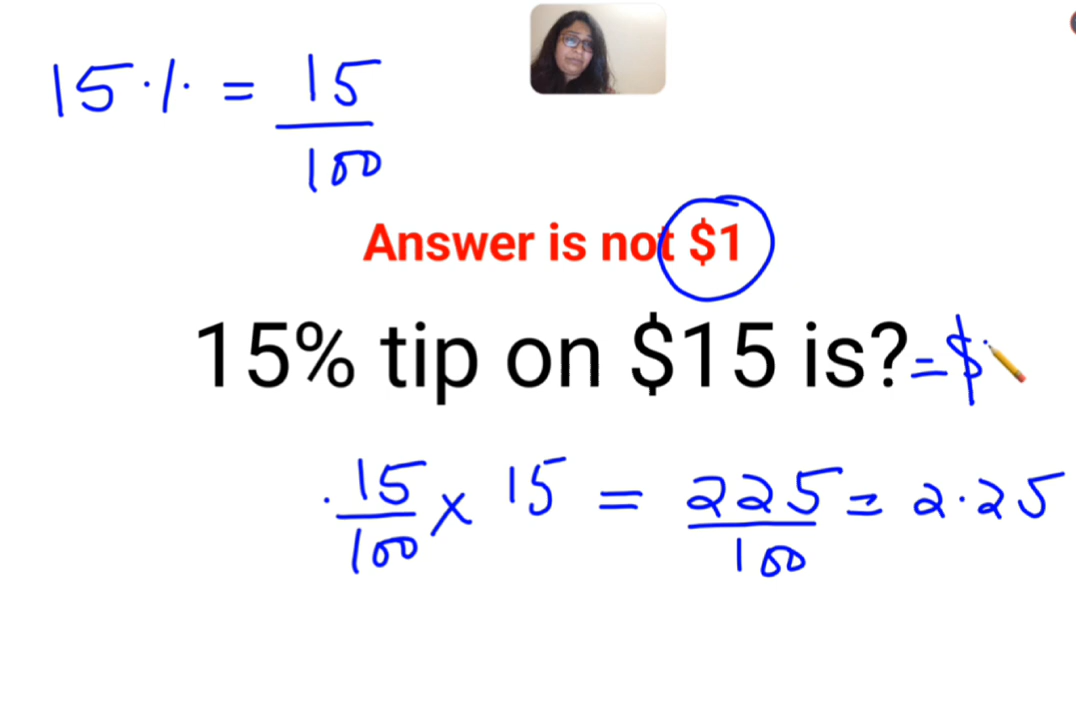 15% = 15/100
Answer is not $1
15% tip on $15 is? = $
15/100 x 15 = 225/100 = 2.25